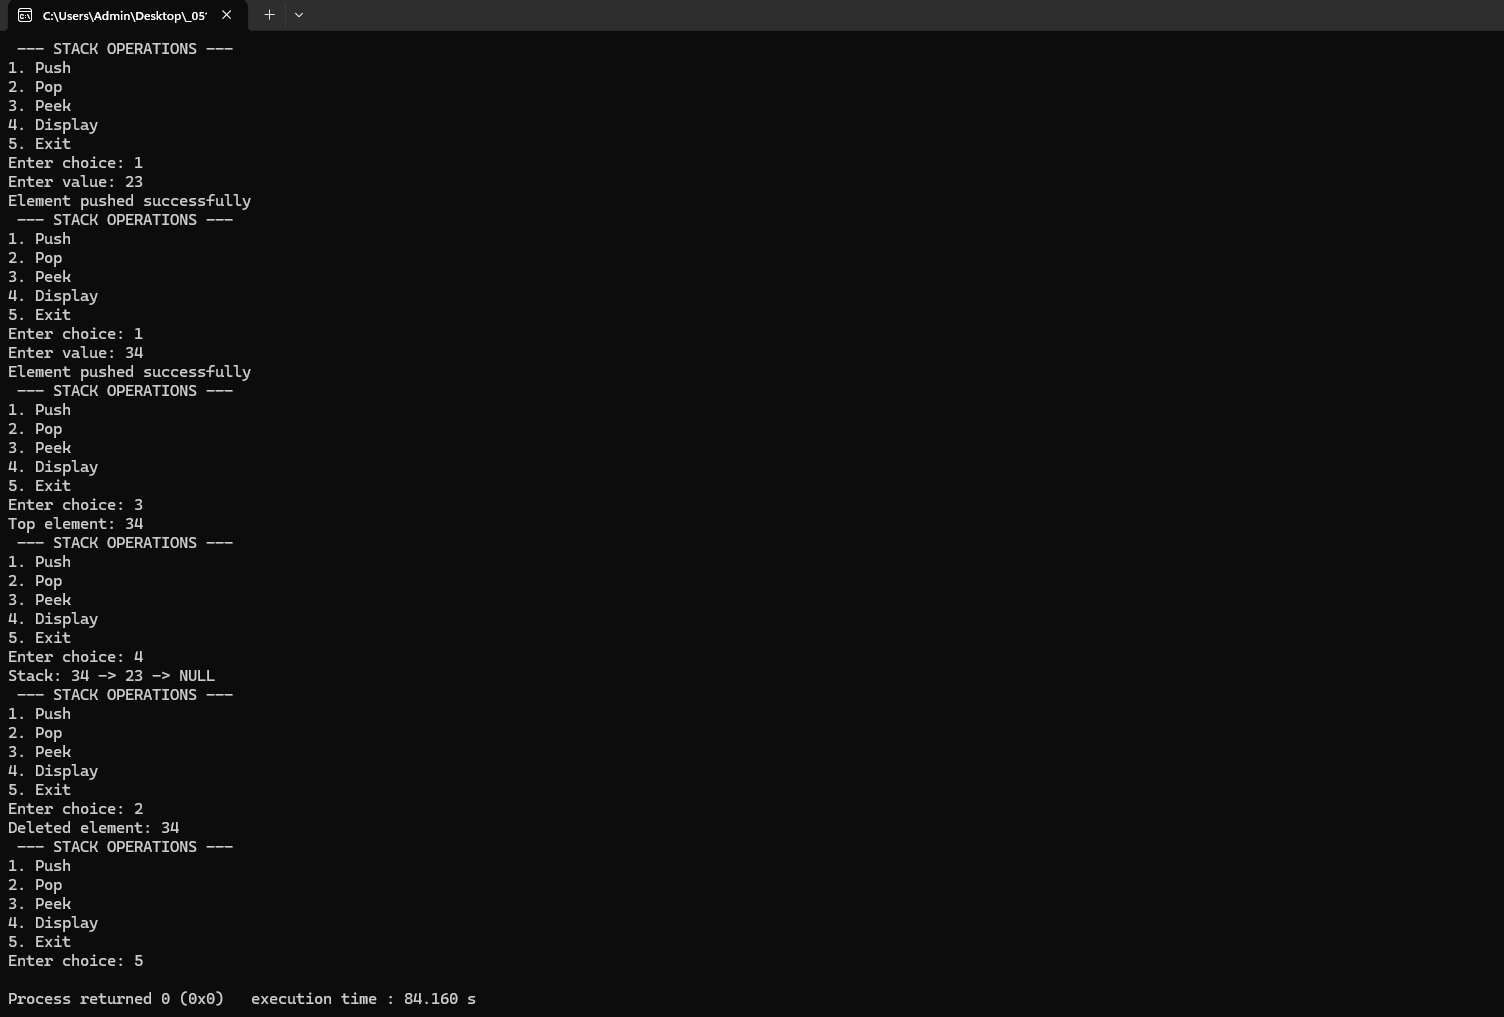 C:\Users\Admin\Desktop\_05'
--- STACK OPERATIONS ---
1. Push
2. Pop
3. Peek
4. Display
5. Exit
Enter choice: 1
Enter value: 23
Element pushed successfully
--- STACK OPERATIONS ---
1. Push
2. Pop
3. Peek
4. Display
5. Exit
Enter choice: 1
Enter value: 34
Element pushed successfully
--- STACK OPERATIONS ---
1. Push
2. Pop
3. Peek
4. Display
5. Exit
Enter choice: 3
Top element: 34
--- STACK OPERATIONS ---
1. Push
2. Pop
3. Peek
4. Display
5. Exit
Enter choice: 4
Stack: 34 -> 23 -> NULL
--- STACK OPERATIONS ---
1. Push
2. Pop
3. Peek
4. Display
5. Exit
Enter choice: 2
Deleted element: 34
--- STACK OPERATIONS ---
1. Push
2. Pop
3. Peek
4. Display
5. Exit
Enter choice: 5
Process returned 0 (0x0)   execution time : 84.160 s